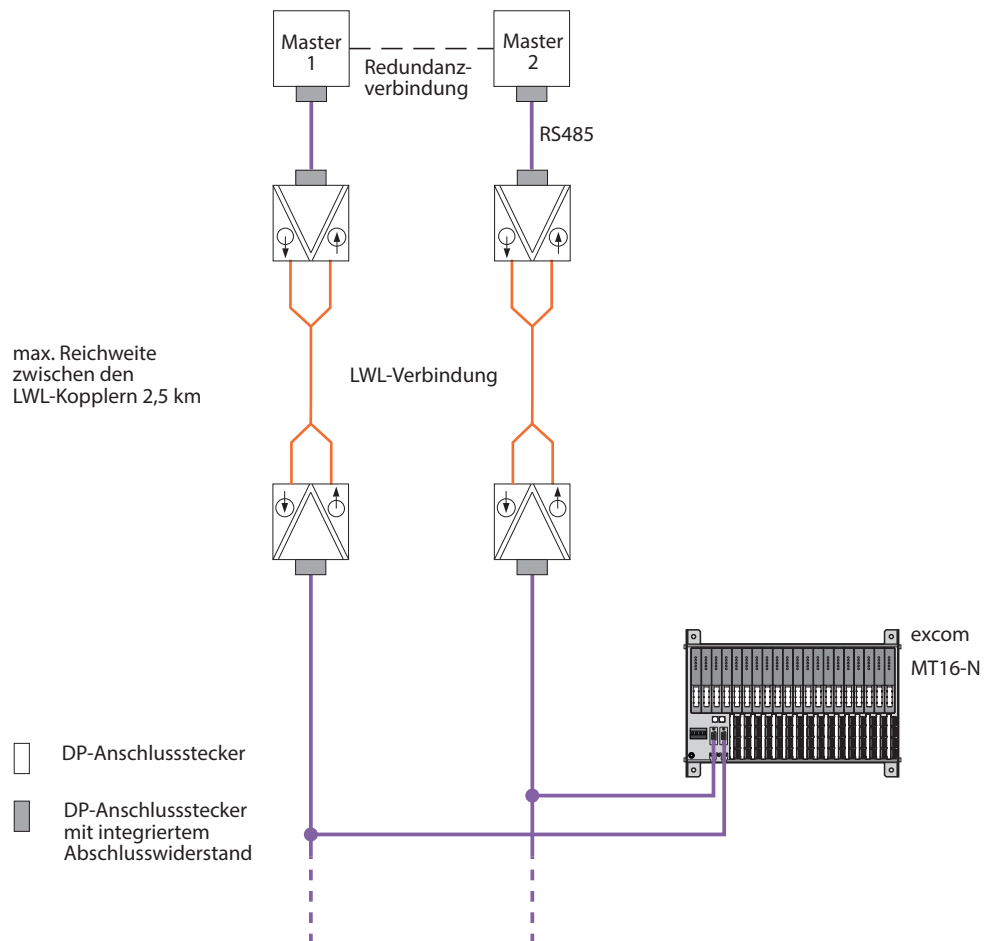 Master
1
Master
2
Redundanz-
verbindung
RS485
max. Reichweite
zwischen den
LWL-Kopplern 2,5 km
LWL-Verbindung
excom
MT16-N
DP-Anschlussstecker
DP-Anschlussstecker
mit integriertem
Abschlusswiderstand